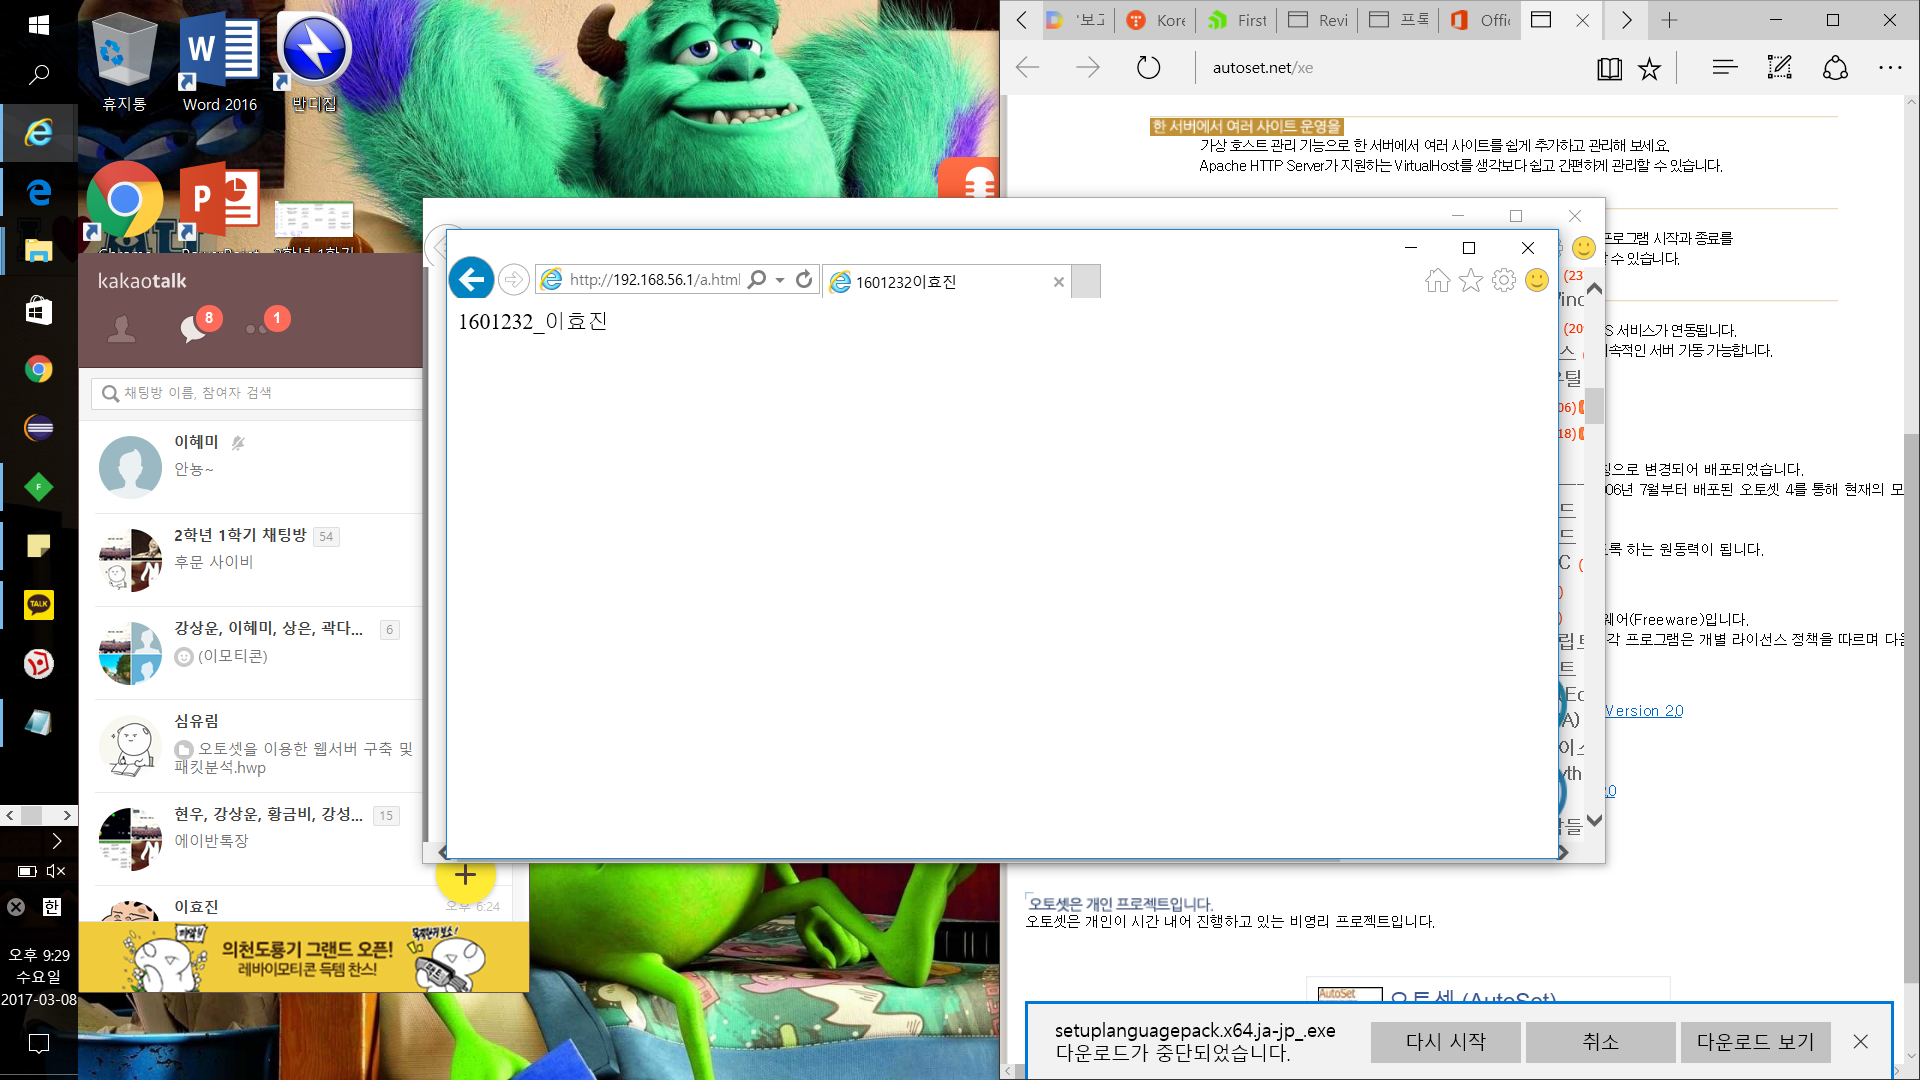 휴지통
Word 2016
반디집
'보고
Kore
First
Revi
프록
Offic
autoset.net/xe
한 서버에서 여러 사이트 운영을
가상 호스트 관리 기능으로 한 서버에서 여러 사이트를 쉽게 추가하고 관리해 보세요.
Apache HTTP Server가 지원하는 VirtualHost를 생각보다 쉽고 간편하게 관리할 수 있습니다.
프로그램 시작과 종료를
수 있습니다.
S 서비스가 연동됩니다.
속적인 서버 가동 가능합니다.
kakaotalk
8
1
채팅방 이름, 참여자 검색
이혜미
안뇽~
2학년 1학기 채팅방 54
후문 사이비
강상운, 이혜미, 상은, 곽다... 6
(이모티콘)
심유림
오토셋을 이용한 웹서버 구축 및
패킷분석.hwp
현우, 강상운, 황금비, 강성... 15
에이반톡장
이효진
오후 6:24
의천도룡기 그랜드 오픈!
레바이모티콘 득템 찬스!
http://192.168.56.1/a.html
1601232이효진
1601232_이효진
(23
(20
06)
18)
으로 변경되어 배포되었습니다.
06년 7월부터 배포된 오토셋 4를 통해 현재의 모
록 하는 원동력이 됩니다.
웨어(Freeware)입니다.
각 프로그램은 개별 라이선스 정책을 따르며 다음
Version 2.0
2.0
오토셋은 개인 프로젝트입니다.
오토셋은 개인이 시간 내어 진행하고 있는 비영리 프로젝트입니다.
AutoSet
오토셋 (AutoSet)
setuplanguagepack.x64.ja-jp_.exe
다운로드가 중단되었습니다.
다시 시작
취소
다운로드 보기
TALK
한
오후 9:29
수요일
2017-03-08